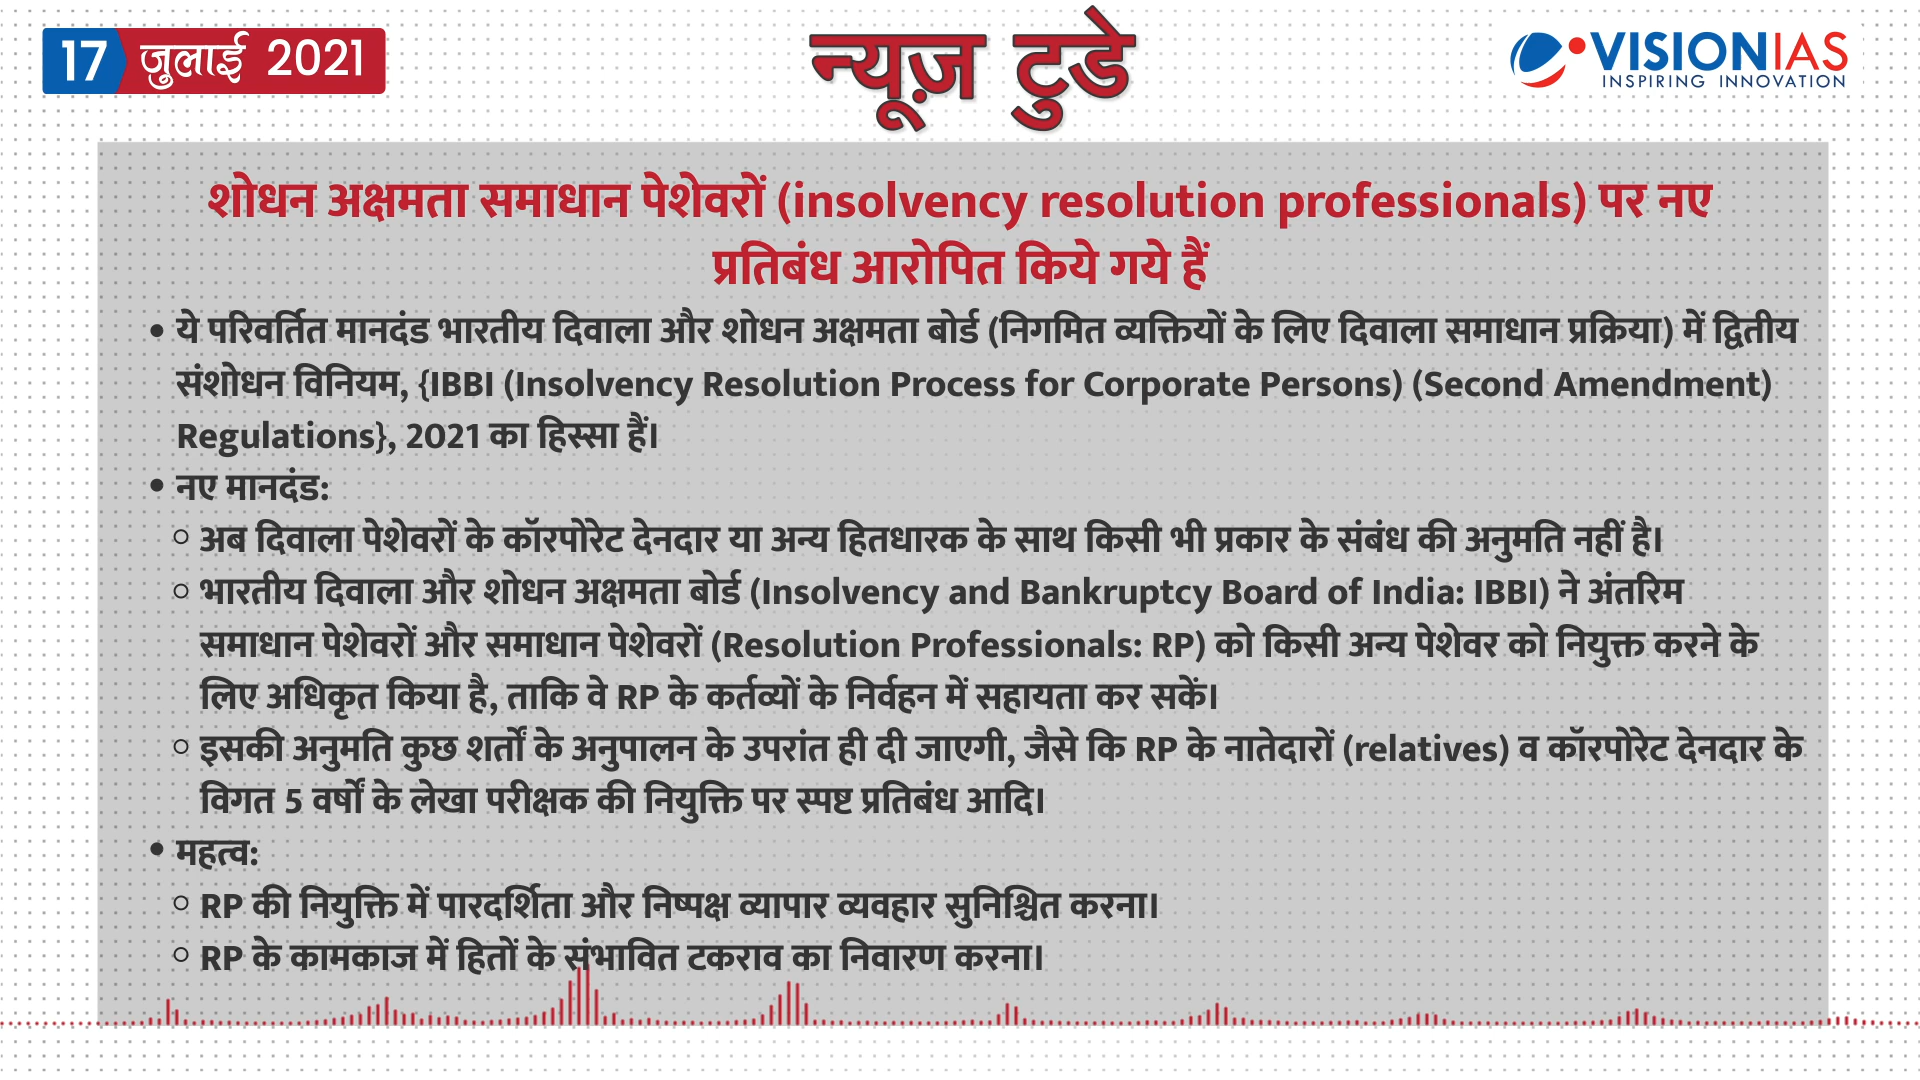 17 जुलाई 2021
न्यूज़ टुडे
VISIONIAS
INSPIRING INNOVATION
शोधन अक्षमता समाधान पेशेवरों (insolvency resolution professionals) पर नए
प्रतिबंध आरोपित किये गये हैं
• ये परिवर्तित मानदंड भारतीय दिवाला और शोधन अक्षमता बोर्ड (निगमित व्यक्तियों के लिए दिवाला समाधान प्रक्रिया) में द्वितीय
संशोधन विनियम, {IBBI (Insolvency Resolution Process for Corporate Persons) (Second Amendment)
Regulations}, 2021 का हिस्सा हैं।
• नए मानदंड:
○ अब दिवाला पेशेवरों के कॉरपोरेट देनदार या अन्य हितधारक के साथ किसी भी प्रकार के संबंध की अनुमति नहीं है।
○ भारतीय दिवाला और शोधन अक्षमता बोर्ड (Insolvency and Bankruptcy Board of India: IBBI) ने अंतरिम
समाधान पेशेवरों और समाधान पेशेवरों (Resolution Professionals: RP) को किसी अन्य पेशेवर को नियुक्त करने के
लिए अधिकृत किया है, ताकि वे RP के कर्तव्यों के निर्वहन में सहायता कर सकें।
○ इसकी अनुमति कुछ शर्तों के अनुपालन के उपरांत ही दी जाएगी, जैसे कि RP के नातेदारों (relatives) व कॉरपोरेट देनदार के
विगत 5 वर्षों के लेखा परीक्षक की नियुक्ति पर स्पष्ट प्रतिबंध आदि।
• महत्व:
○ RP की नियुक्ति में पारदर्शिता और निष्पक्ष व्यापार व्यवहार सुनिश्चित करना।
○ RP के कामकाज में हितों के संभावित टकराव का निवारण करना।